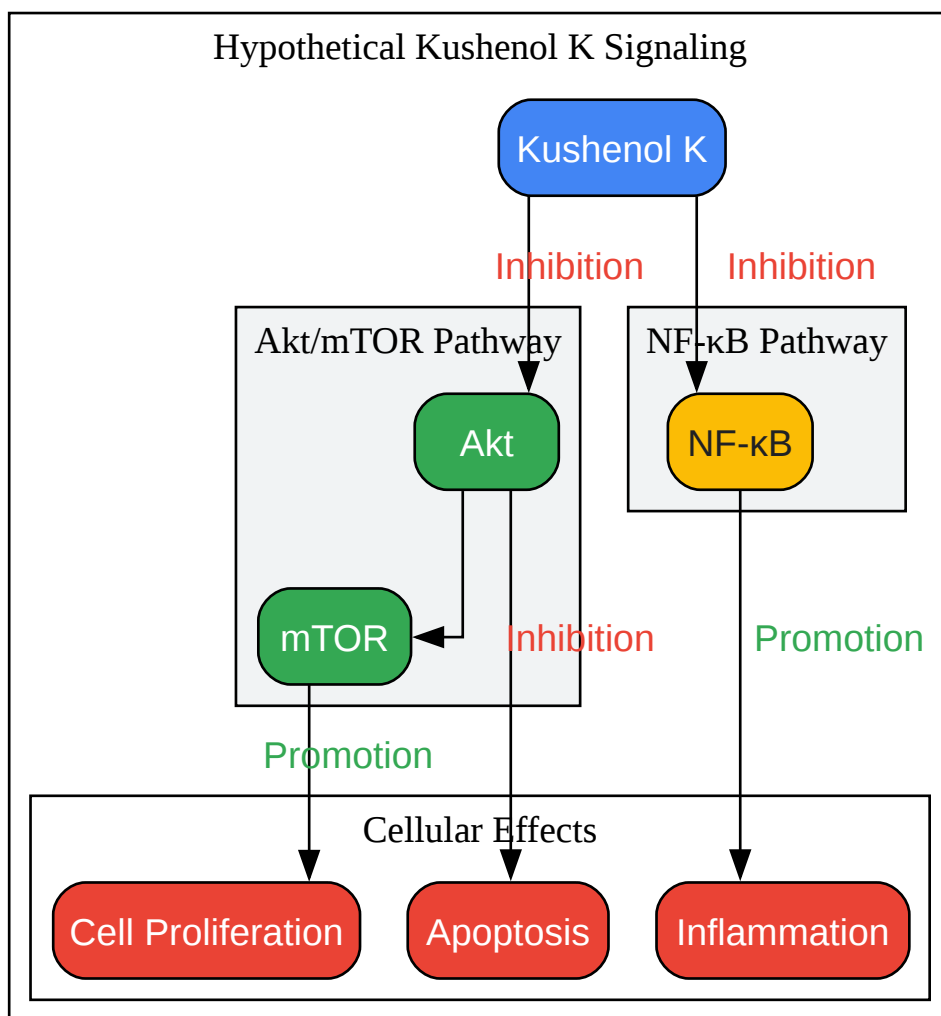 Hypothetical Kushenol K Signaling
Kushenol K
Inhibition
Inhibition
Akt/mTOR Pathway
NF-κB Pathway
Akt
NF-κB
mTOR
Inhibition
Promotion
Promotion
Cellular Effects
Cell Proliferation
Apoptosis
Inflammation